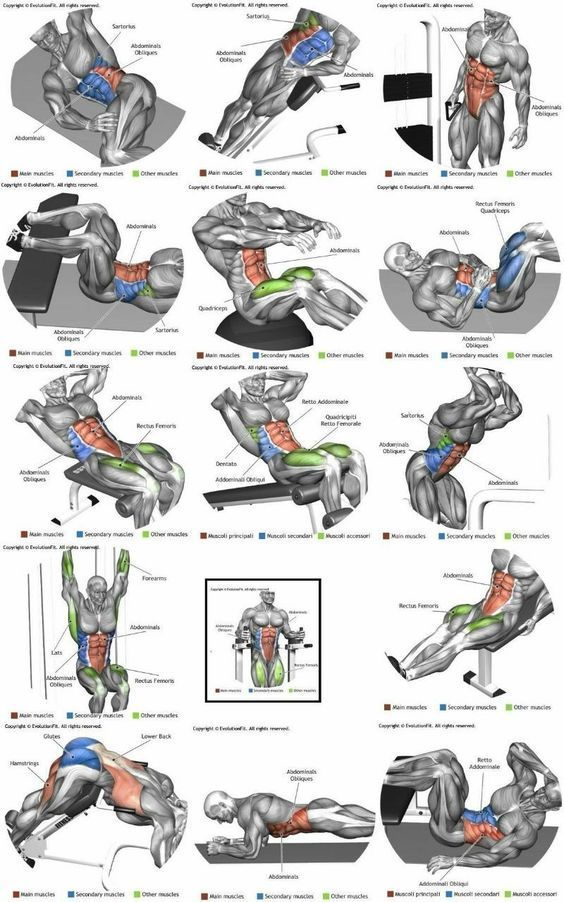 Copyright © EvolutionFit. All rights reserved.
Sartorius
Abdominals
Obliques
Abdominals
Main muscles
Secondary muscles
Other muscles
Copyright © EvolutionFit. All rights reserved.
Sartorius
Abdominals
Obliques
Abdominals
Main muscles
Secondary muscles
Other muscles
Copyright © EvolutionFit. All rights reserved.
Abdominals
Abdominals
Obliques
Main muscles
Secondary muscles
Other muscles
Copyright © EvolutionFit. All rights reserved.
Abdominals
Abdominals
Obliques
Sartorius
Main muscles
Secondary muscles
Other muscles
Copyright © EvolutionFit. All rights reserved.
Abdominals
Quadriceps
Main muscles
Secondary muscles
Other muscles
Copyright © EvolutionFit. All rights reserved.
Rectus Femoris
Quadriceps
Abdominals
Abdominals
Obliques
Main muscles
Secondary muscles
Other muscles
Copyright © EvolutionFit. All rights reserved.
Abdominals
Rectus Femoris
Abdominals
Obliques
Main muscles
Secondary muscles
Other muscles
Copyright © EvolutionFit. All rights reserved.
Retto Addominale
Quadricipiti
Retto Femorale
Dentato
Addominali Obliqui
Muscoli principali
Muscoli secondari
Muscoli accessori
Copyright © EvolutionFit. All rights reserved.
Sartorius
Abdominals
Obliques
Abdominals
Main muscles
Secondary muscles
Other muscles
Copyright © EvolutionFit. All rights reserved.
Forearms
Abdominals
Lats
Abdominals
Obliques
Rectus Femoris
Main muscles
Secondary muscles
Other muscles
Copyright © EvolutionFit. All rights reserved.
Abdominals
Abdominals
Obliques
Rectus Femoris
Main muscles
Secondary muscles
Other muscles
Copyright © EvolutionFit. All rights reserved.
Abdominals
Rectus Femoris
Main muscles
Secondary muscles
Other muscles
Copyright © EvolutionFit. All rights reserved.
Glutes
Lower Back
Hamstrings
Main muscles
Secondary muscles
Other muscles
Copyright © EvolutionFit. All rights reserved.
Abdominals
Obliques
Abdominals
Main muscles
Secondary muscles
Other muscles
Copyright © EvolutionFit. All rights reserved.
Retto
Addominale
Addominali Obliqui
Muscoli principali
Muscoli secondari
Muscoli accessori